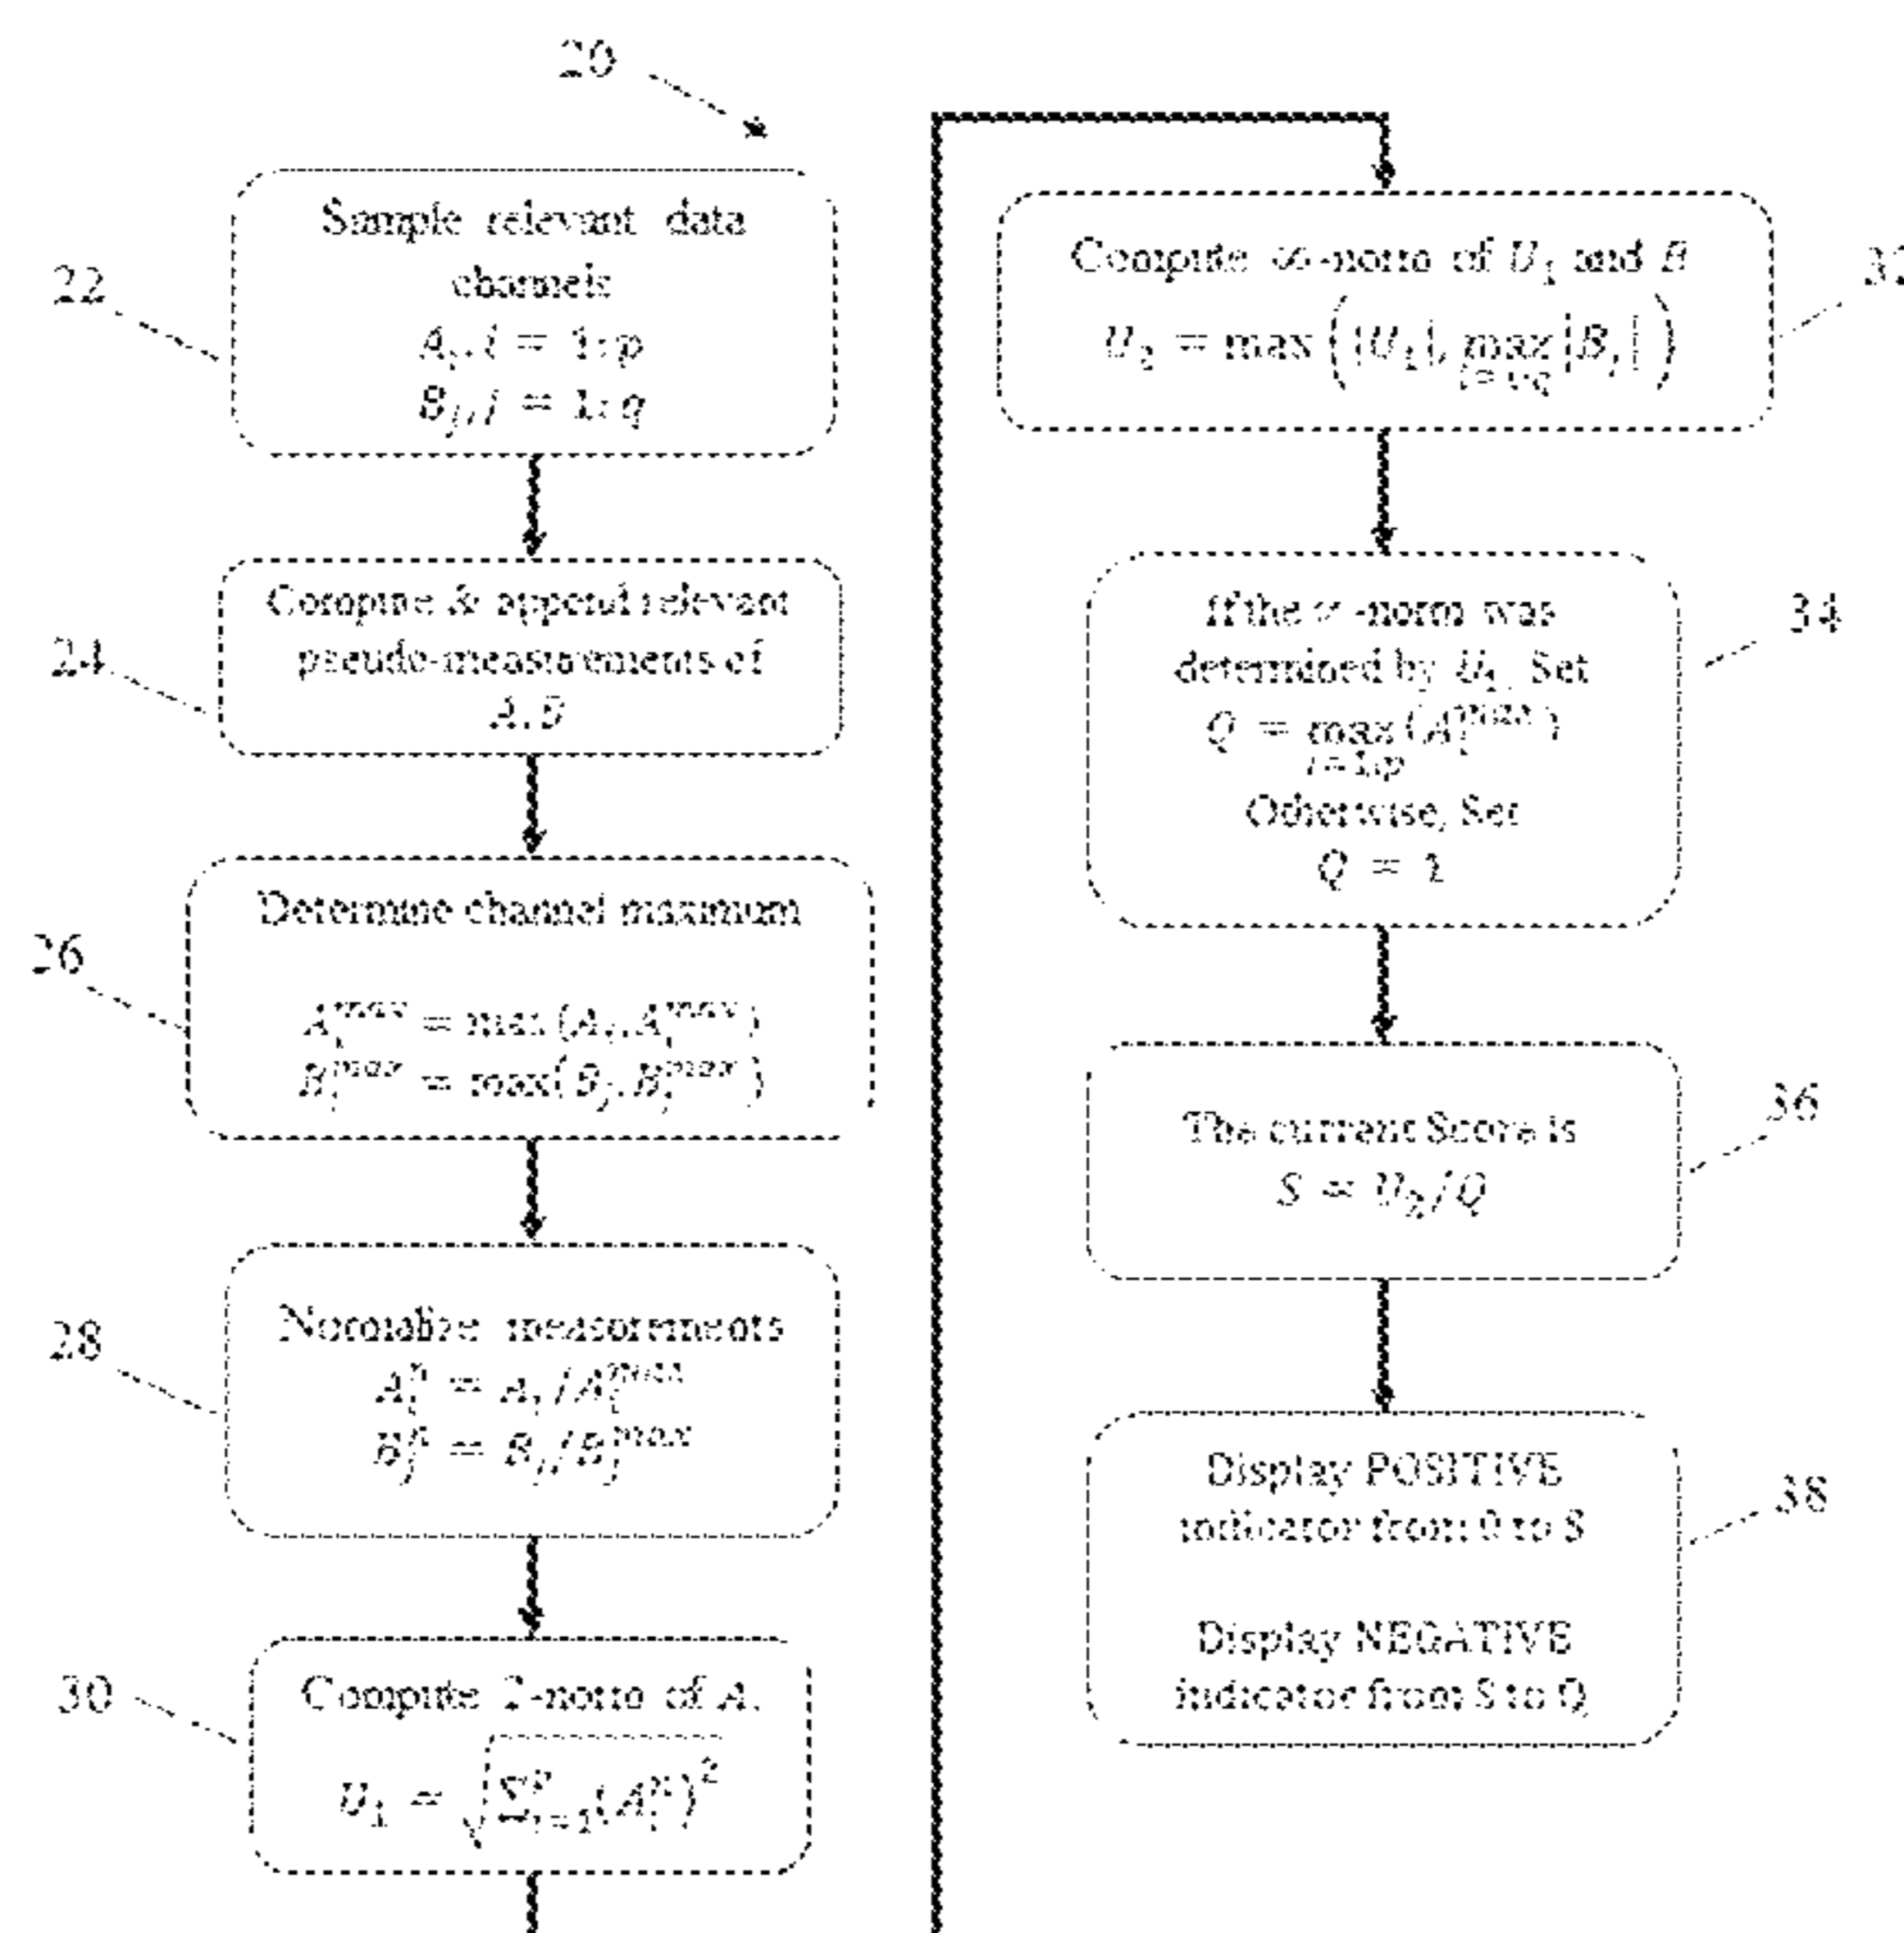 20
22
Sample relevant data
channels
A_i, i = 1:p
B_j, j = 1:q
24
Compute & append relevant
pseudo-measurements of
A, B
26
Determine channel maximum
A_i^max = max(A_i, A_i^max)
B_j^max = max(B_j, B_j^max)
28
Normalize measurements
A_i^n = A_i/A_i^max
B_j^n = B_j/B_j^max
30
Compute 2-norm of A.
U_1 = √Σ_{i=1}^p (A_i^n)^2
Compute ∞-norm of U_1 and B
U_2 = max(|U_1|, max_{j=1:q}|B_j|)
34
If the ∞-norm was
determined by U_1, Set
Q = max_{i=1:p}(A_i^max)
Otherwise, Set
Q = 1
36
The current Score is
S = U_2/Q
38
Display POSITIVE
indicator from 0 to S
Display NEGATIVE
indicator from S to Q